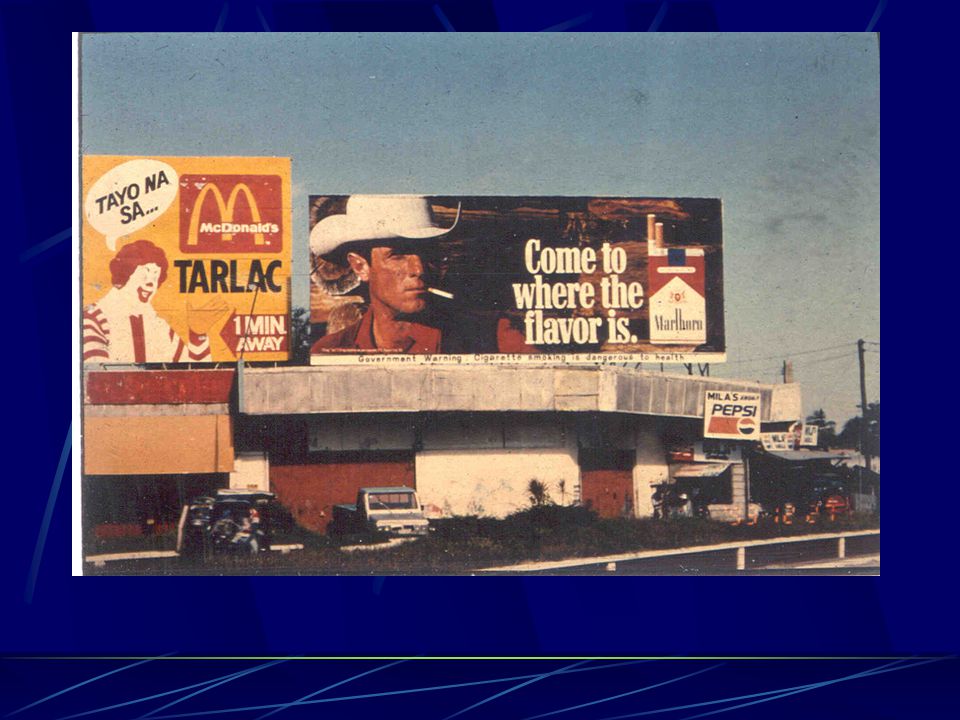 TAYO NA
SA...
McDonald's
TARLAC
1 MIN.
AWAY
Come to
where the
flavor is.
Marlboro
Government Warning : Cigarette smoking is dangerous to health
MILA'S
PEPSI